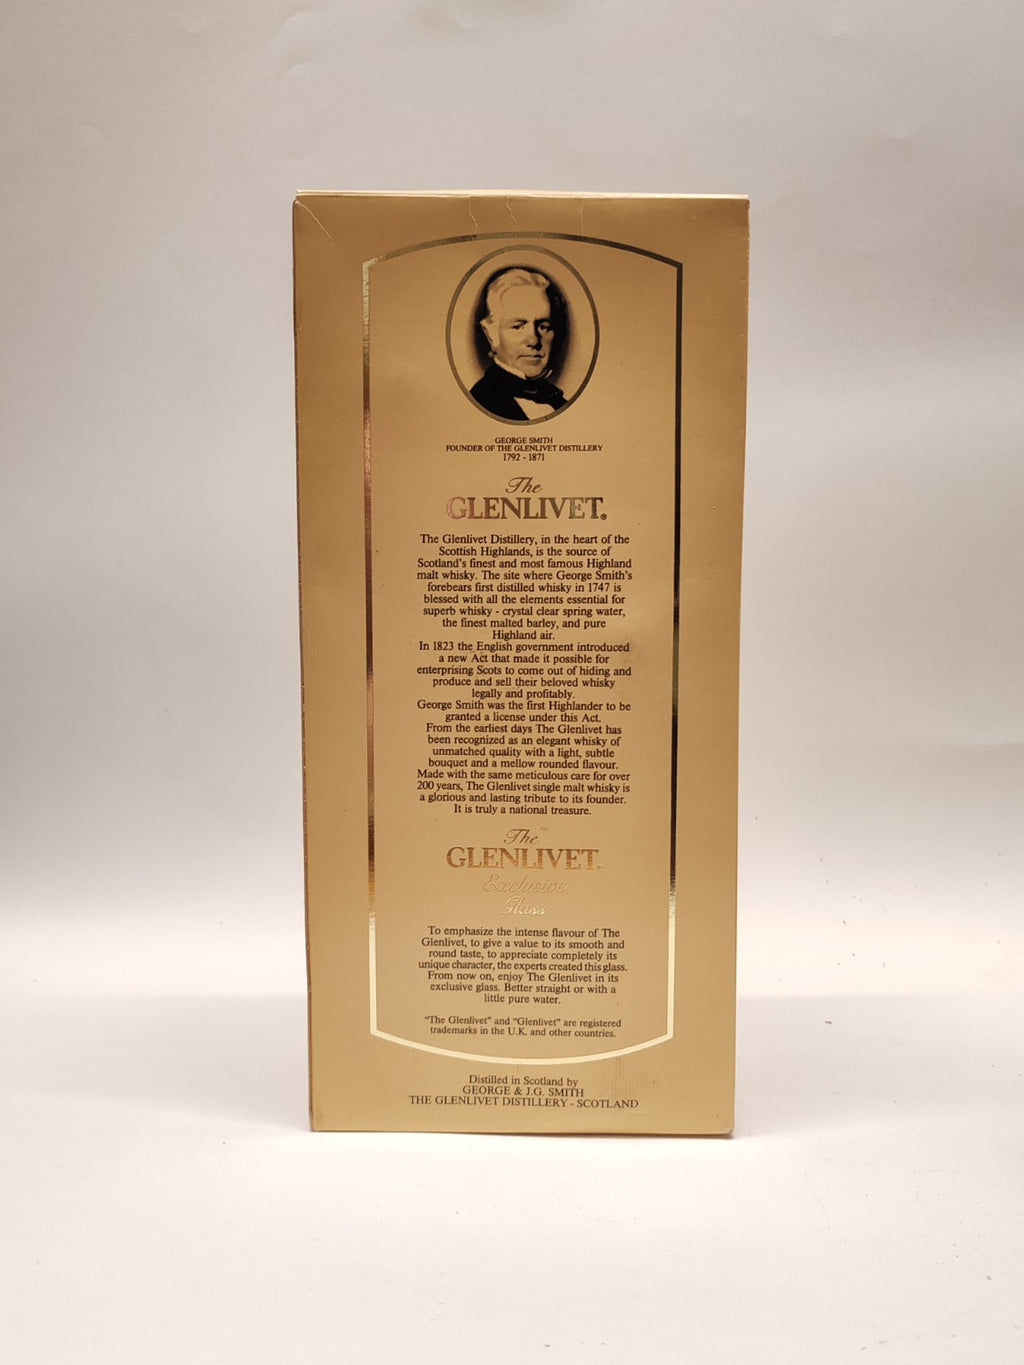 GEORGE SMITH
FOUNDER OF THE GLENLIVET DISTILLERY
1792 - 1871
The
GLENLIVET®
The Glenlivet Distillery, in the heart of the
Scottish Highlands, is the source of
Scotland's finest and most famous Highland
malt whisky. The site where George Smith's
forebears first distilled whisky in 1747 is
blessed with all the elements essential for
superb whisky - crystal clear spring water,
the finest malted barley, and pure
Highland air.
In 1823 the English government introduced
a new Act that made it possible for
enterprising Scots to come out of hiding and
produce and sell their beloved whisky
legally and profitably.
George Smith was the first Highlander to be
granted a license under this Act.
From the earliest days The Glenlivet has
been recognized as an elegant whisky of
unmatched quality with a light, subtle
bouquet and a mellow rounded flavour.
Made with the same meticulous care for over
200 years, The Glenlivet single malt whisky is
a glorious and lasting tribute to its founder.
It is truly a national treasure.
The
GLENLIVET®
Exclusive
Glass
To emphasize the intense flavour of The
Glenlivet, to give a value to its smooth and
round taste, to appreciate completely its
unique character, the experts created this glass.
From now on, enjoy The Glenlivet in its
exclusive glass. Better straight or with a
little pure water.
"The Glenlivet" and "Glenlivet" are registered
trademarks in the U.K. and other countries.
Distilled in Scotland by
GEORGE & J.G. SMITH
THE GLENLIVET DISTILLERY - SCOTLAND